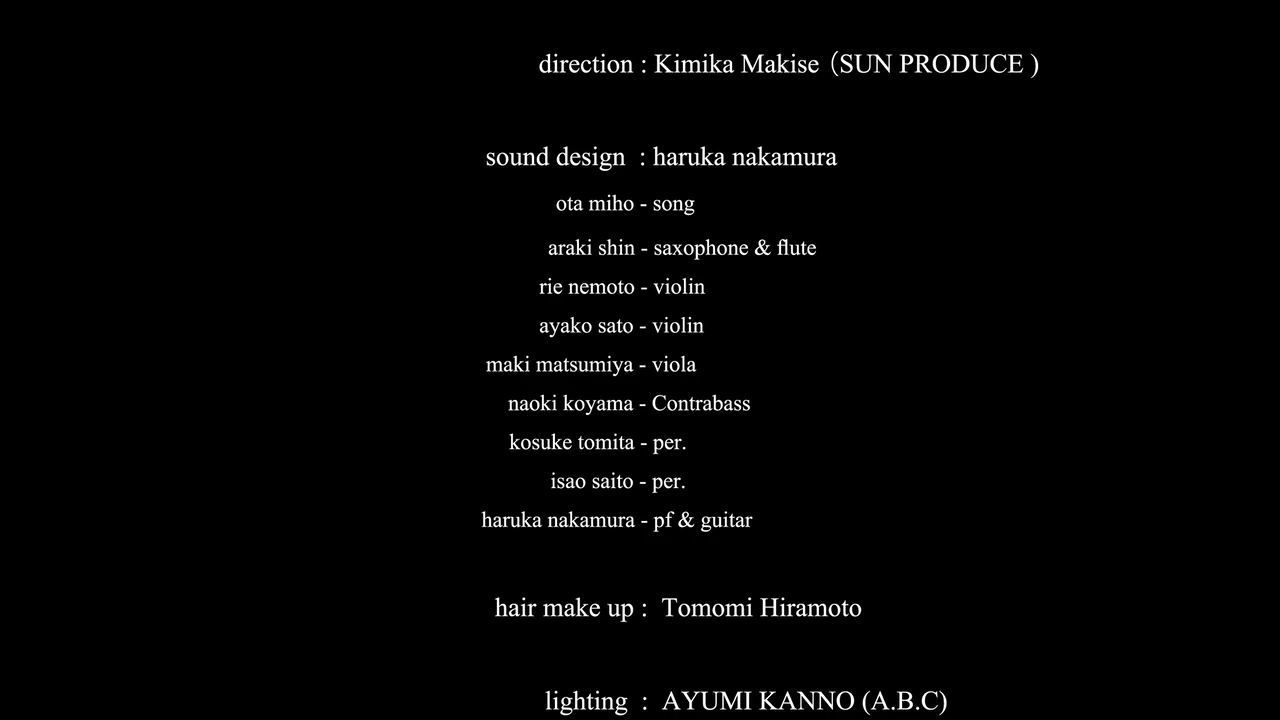 direction : Kimika Makise（SUN PRODUCE )
sound design : haruka nakamura
ota miho - song
araki shin - saxophone & flute
rie nemoto - violin
ayako sato - violin
maki matsumiya - viola
naoki koyama - Contrabass
kosuke tomita - per.
isao saito - per.
haruka nakamura - pf & guitar
hair make up : Tomomi Hiramoto
lighting : AYUMI KANNO (A.B.C)